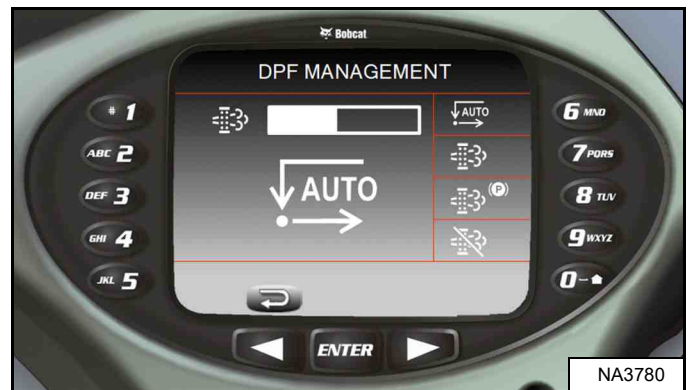 Bobcat
DPF MANAGEMENT
# 1
ABC 2
DEF 3
GHI 4
JKL 5
AUTO
AUTO
P
6 MNO
7 PQRS
8 TUV
9 WXYZ
0
ENTER
NA3780